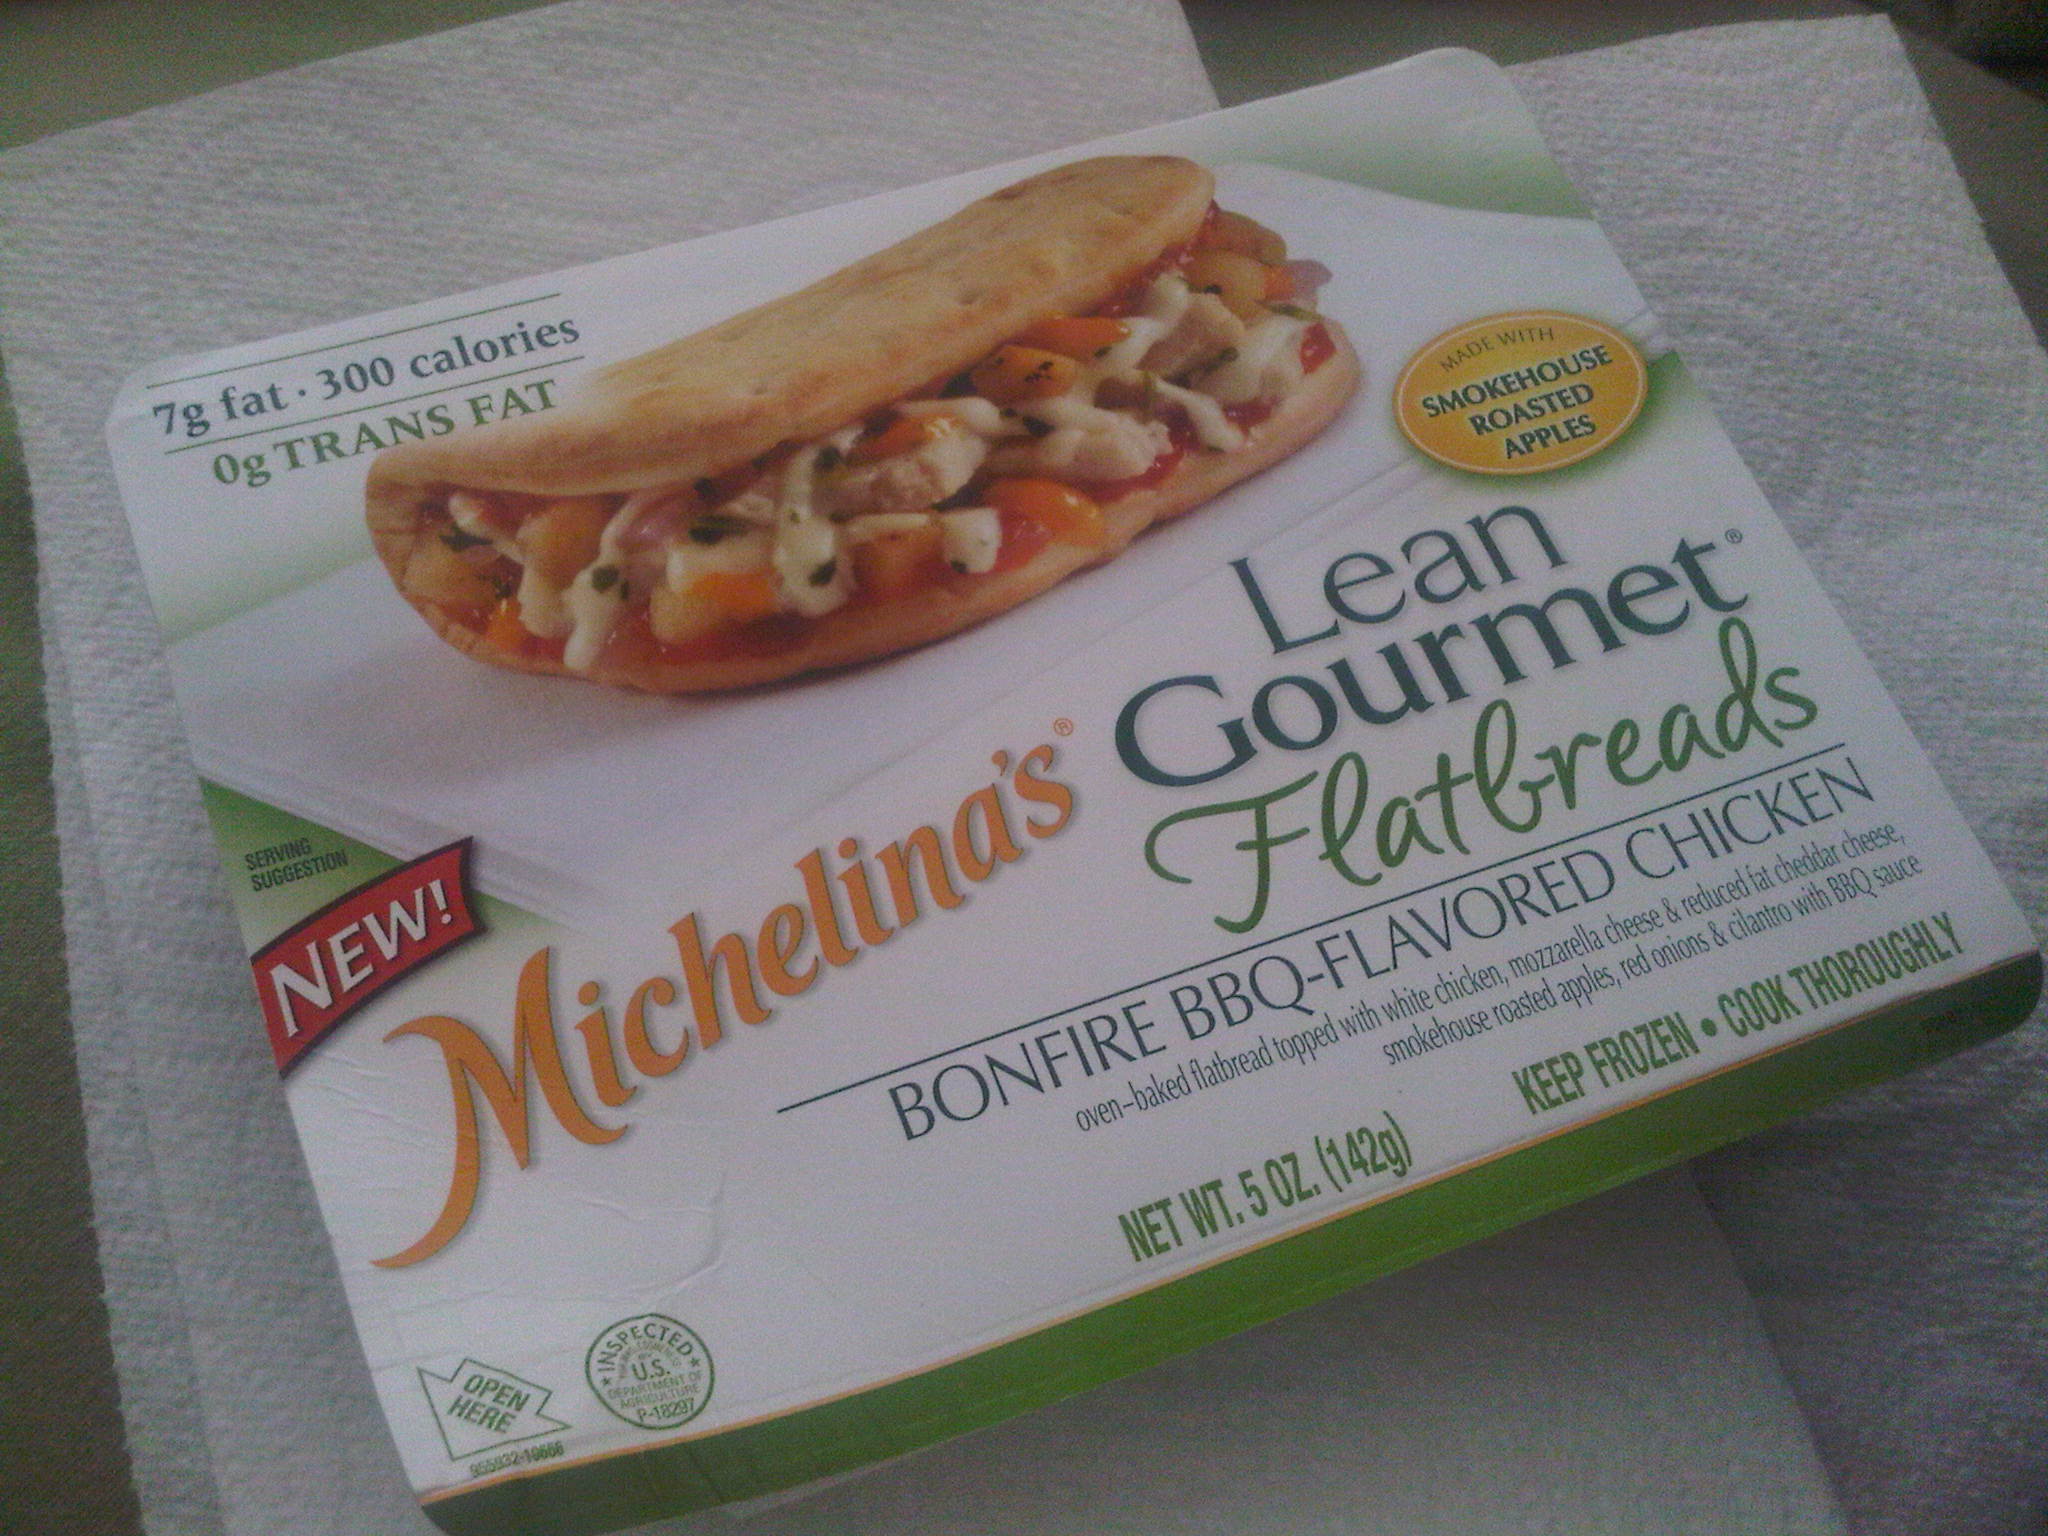 7g fat · 300 calories
0g TRANS FAT
MADE WITH
SMOKEHOUSE
ROASTED
APPLES
Lean
Gourmet®
Flatbreads
SERVING
SUGGESTION
NEW!
Michelina's®
BONFIRE BBQ-FLAVORED CHICKEN
oven-baked flatbread topped with white chicken, mozzarella cheese & reduced fat cheddar cheese,
smokehouse roasted apples, red onions & cilantro with BBQ sauce
NET WT. 5 OZ. (142g)
KEEP FROZEN • COOK THOROUGHLY
OPEN
HERE
INSPECTED
U.S.
DEPARTMENT OF
AGRICULTURE
P-18297